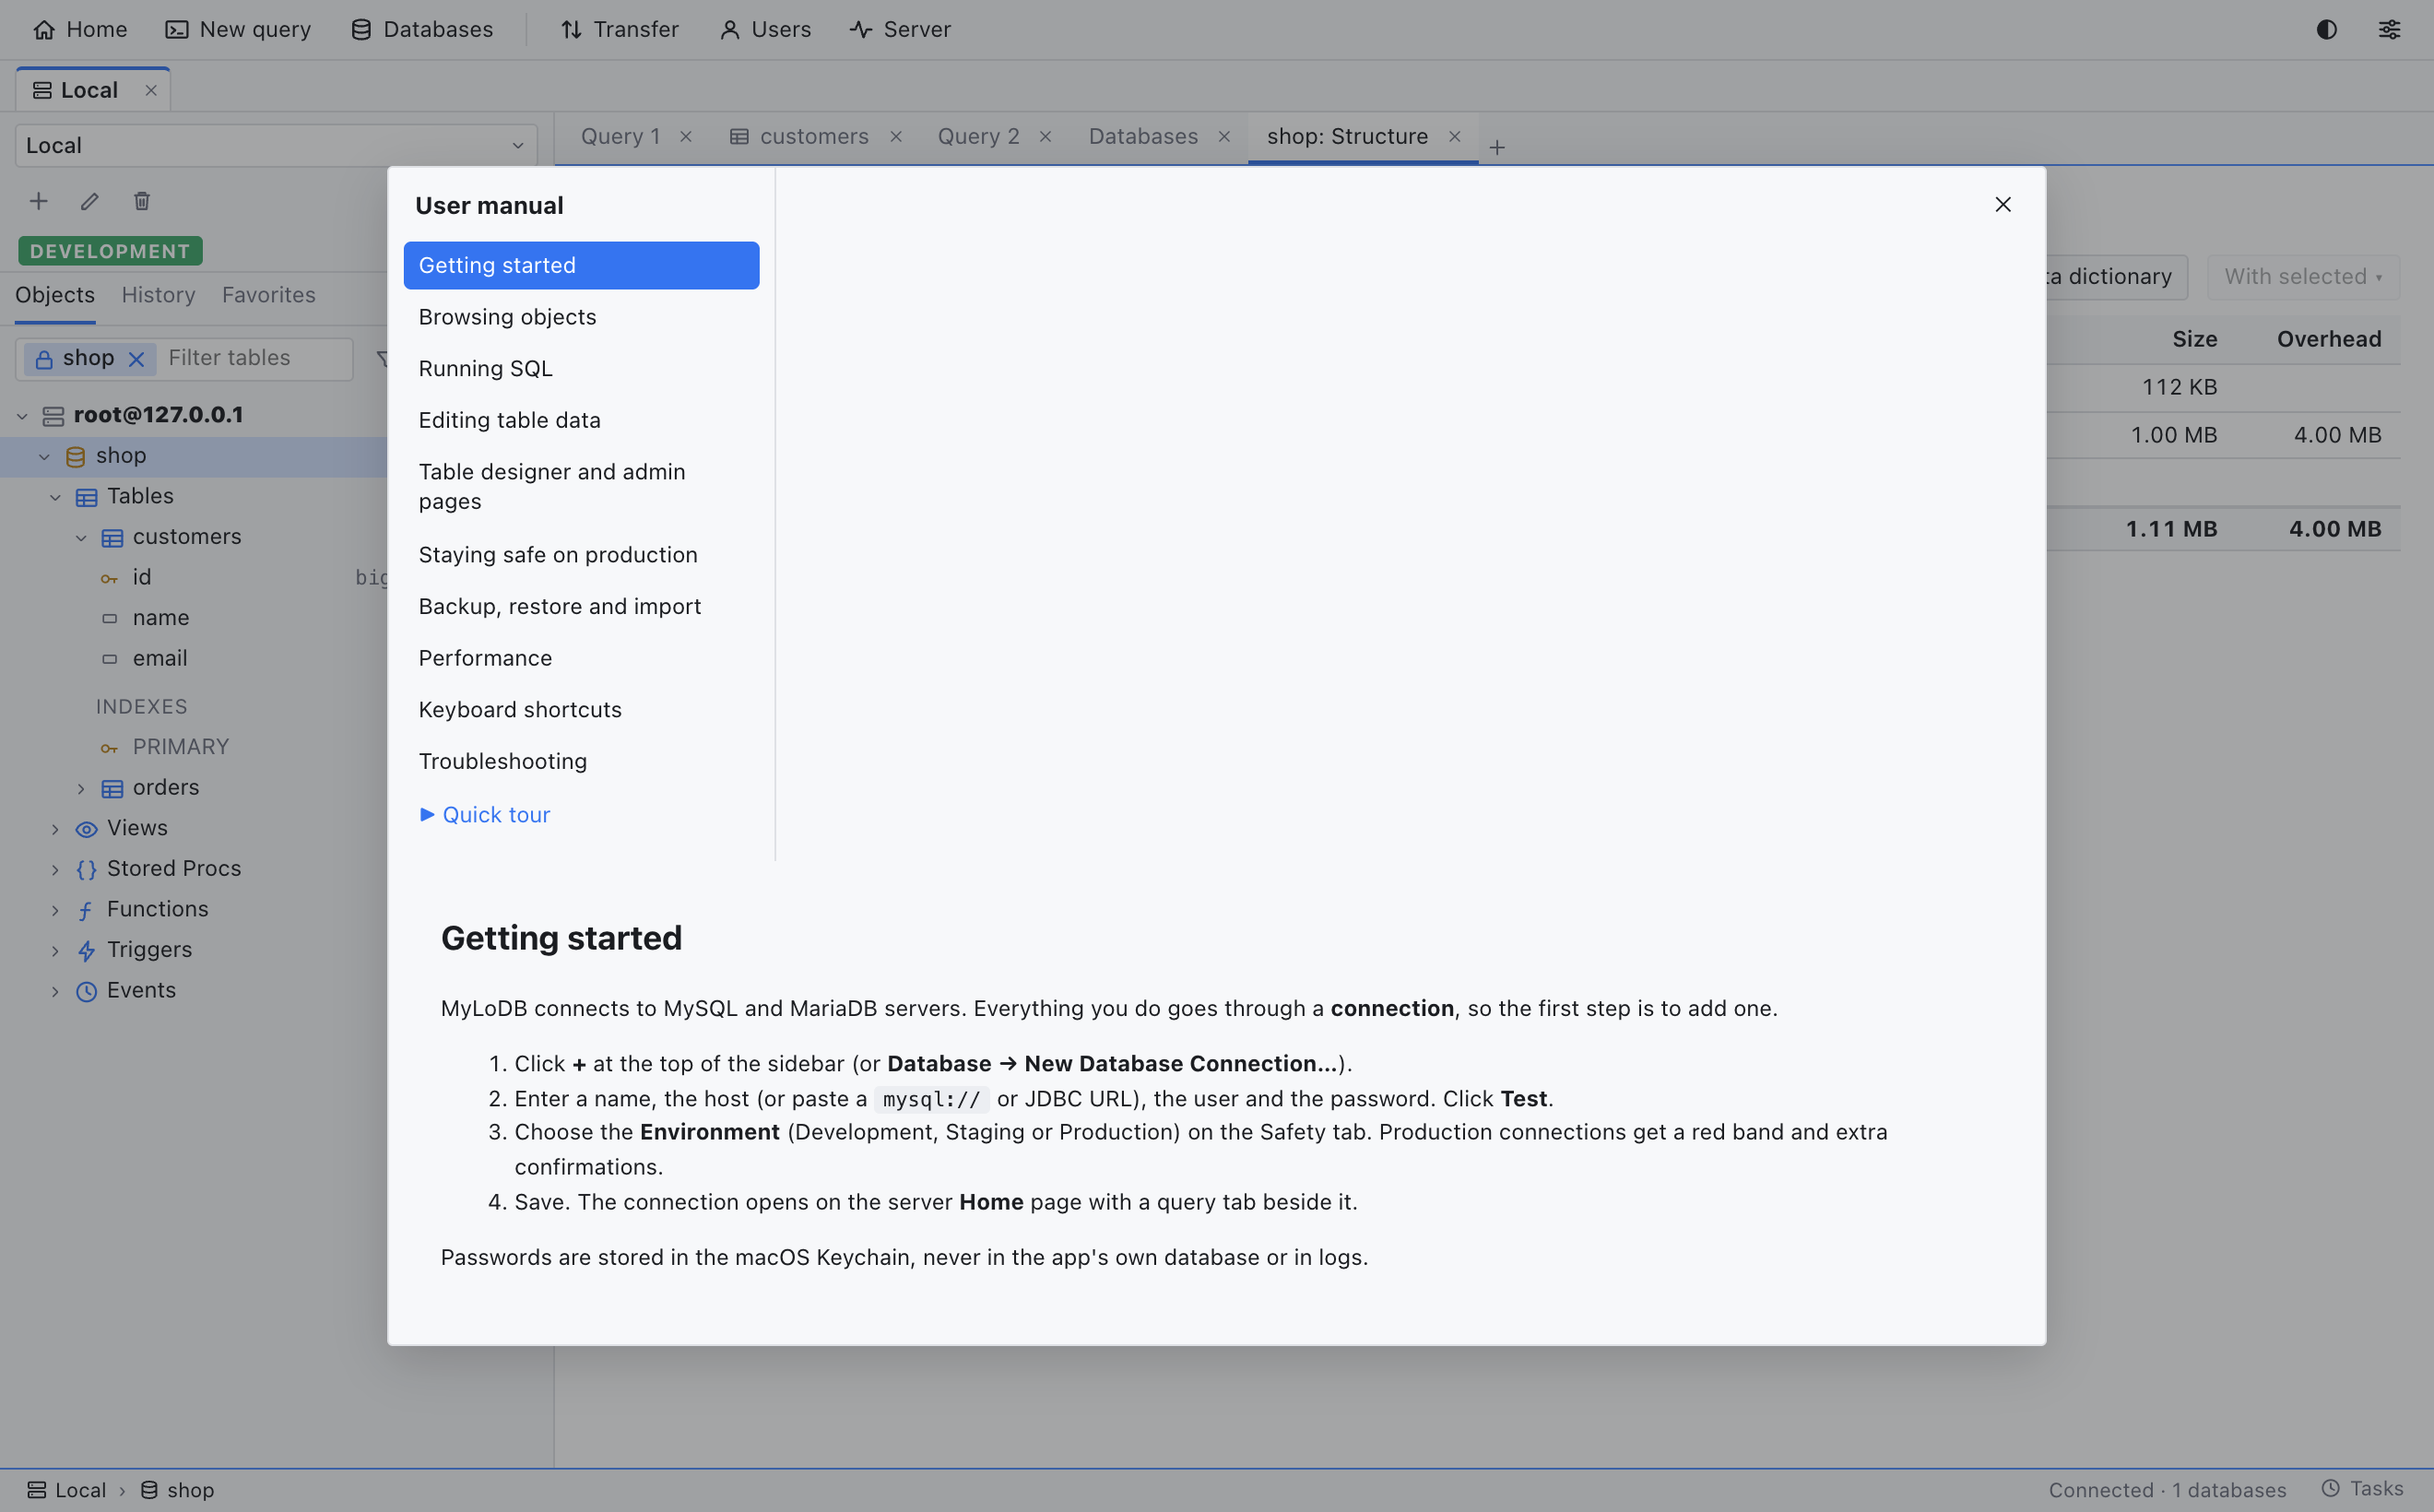 Home
New query
Databases
Transfer
Users
Server
Local
Local
DEVELOPMENT
Objects
History
Favorites
shop
Filter tables
root@127.0.0.1
shop
Tables
customers
id
name
email
INDEXES
PRIMARY
orders
Views
Stored Procs
Functions
Triggers
Events
Query 1
customers
Query 2
Databases
shop: Structure
dictionary
With selected
Size Overhead
112 KB
1.00 MB 4.00 MB
1.11 MB 4.00 MB
User manual
Getting started
Browsing objects
Running SQL
Editing table data
Table designer and admin
pages
Staying safe on production
Backup, restore and import
Performance
Keyboard shortcuts
Troubleshooting
Quick tour
Getting started
MyLoDB connects to MySQL and MariaDB servers. Everything you do goes through a connection, so the first step is to add one.
1. Click + at the top of the sidebar (or Database → New Database Connection...).
2. Enter a name, the host (or paste a mysql:// or JDBC URL), the user and the password. Click Test.
3. Choose the Environment (Development, Staging or Production) on the Safety tab. Production connections get a red band and extra
confirmations.
4. Save. The connection opens on the server Home page with a query tab beside it.
Passwords are stored in the macOS Keychain, never in the app's own database or in logs.
Local › shop
Connected · 1 databases
Tasks